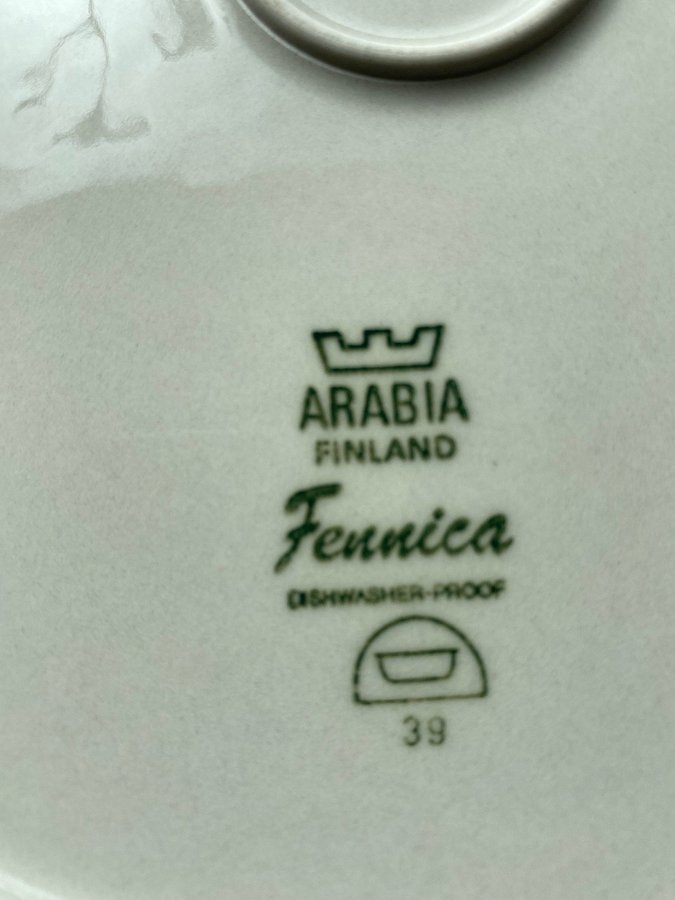 ARABIA
FINLAND
Fennica
DISHWASHER-PROOF
39